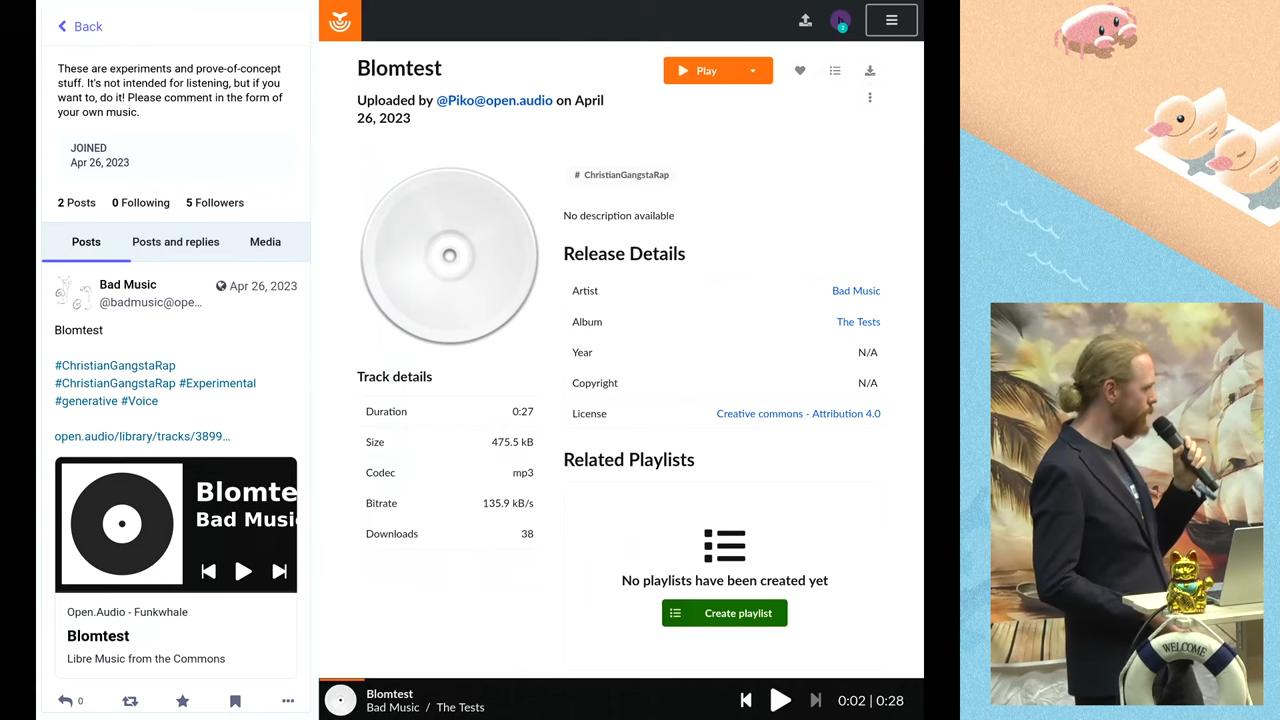 Back
These are experiments and prove-of-concept
stuff. It's not intended for listening, but if you
want to, do it! Please comment in the form of
your own music.
JOINED
Apr 26, 2023
2 Posts 0 Following 5 Followers
Posts Posts and replies Media
Bad Music Apr 26, 2023
@badmusic@ope...
Blomtest
#ChristianGangstaRap
#ChristianGangstaRap #Experimental
#generative #Voice
open.audio/library/tracks/3899...
Blomte
Bad Musi
Open.Audio - Funkwhale
Blomtest
Libre Music from the Commons
0
Blomtest
Play
Uploaded by @Piko@open.audio on April
26, 2023
# ChristianGangstaRap
No description available
Release Details
Artist Bad Music
Album The Tests
Year N/A
Copyright N/A
License Creative commons - Attribution 4.0
Track details
Duration 0:27
Size 475.5 kB
Codec mp3
Bitrate 135.9 kB/s
Downloads 38
Related Playlists
No playlists have been created yet
Create playlist
Blomtest
Bad Music / The Tests
0:02 | 0:28
WELCOME